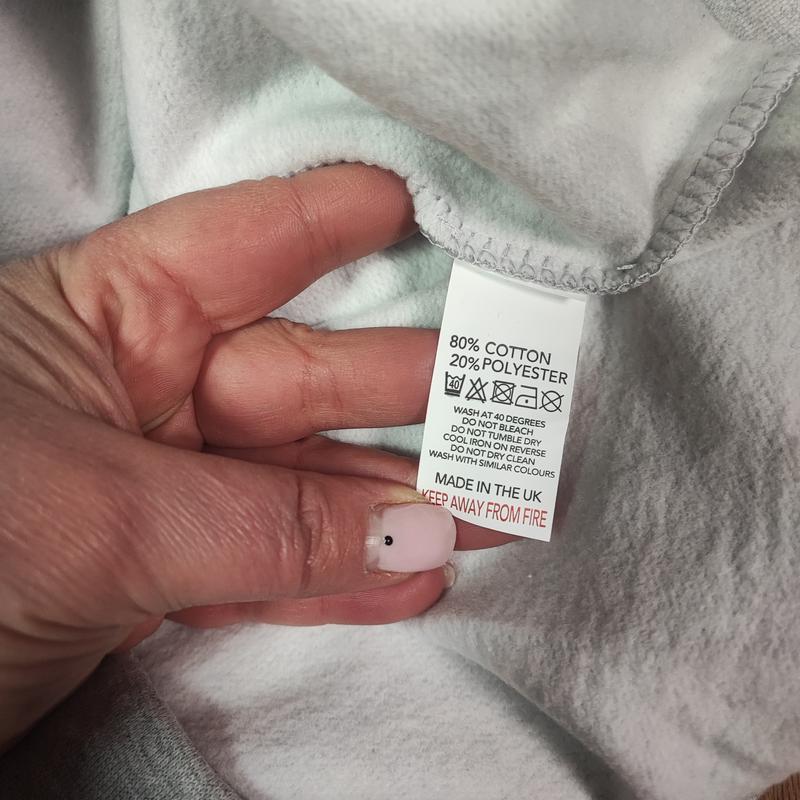 80% COTTON
20% POLYESTER
40
WASH AT 40 DEGREES
DO NOT BLEACH
DO NOT TUMBLE DRY
COOL IRON ON REVERSE
DO NOT DRY CLEAN
WASH WITH SIMILAR COLOURS
MADE IN THE UK
KEEP AWAY FROM FIRE